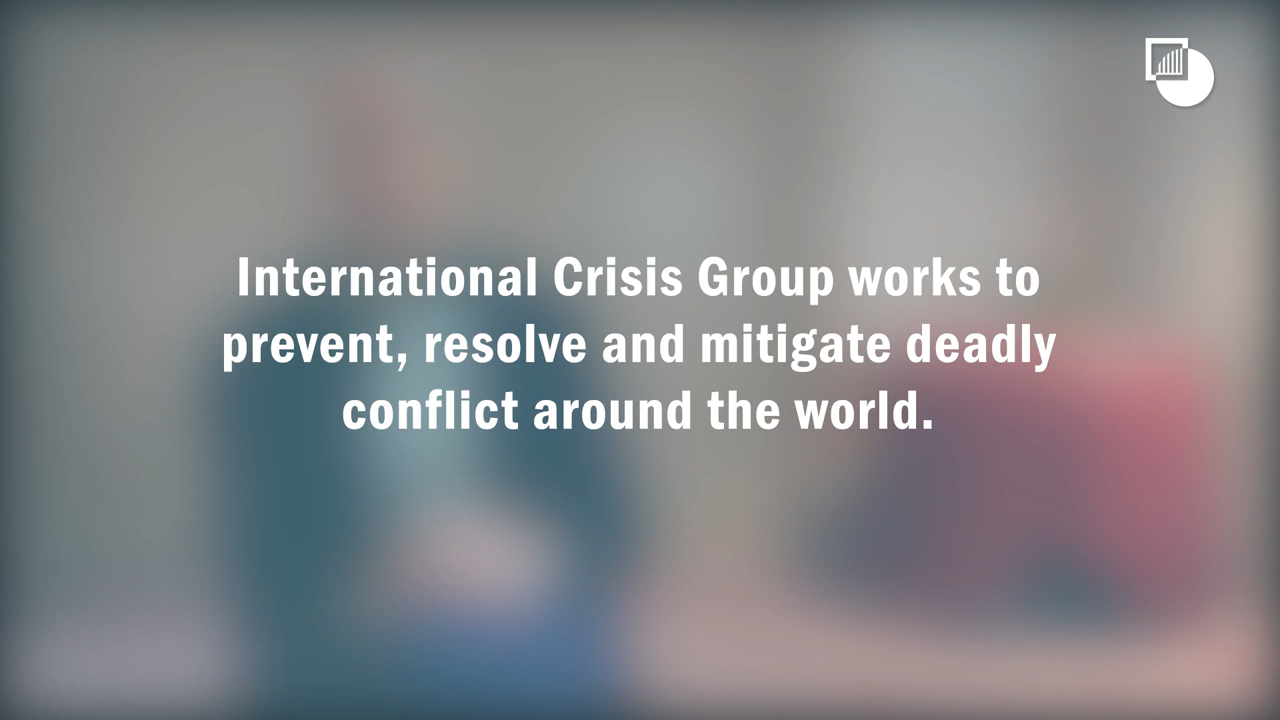 International Crisis Group works to
prevent, resolve and mitigate deadly
conflict around the world.